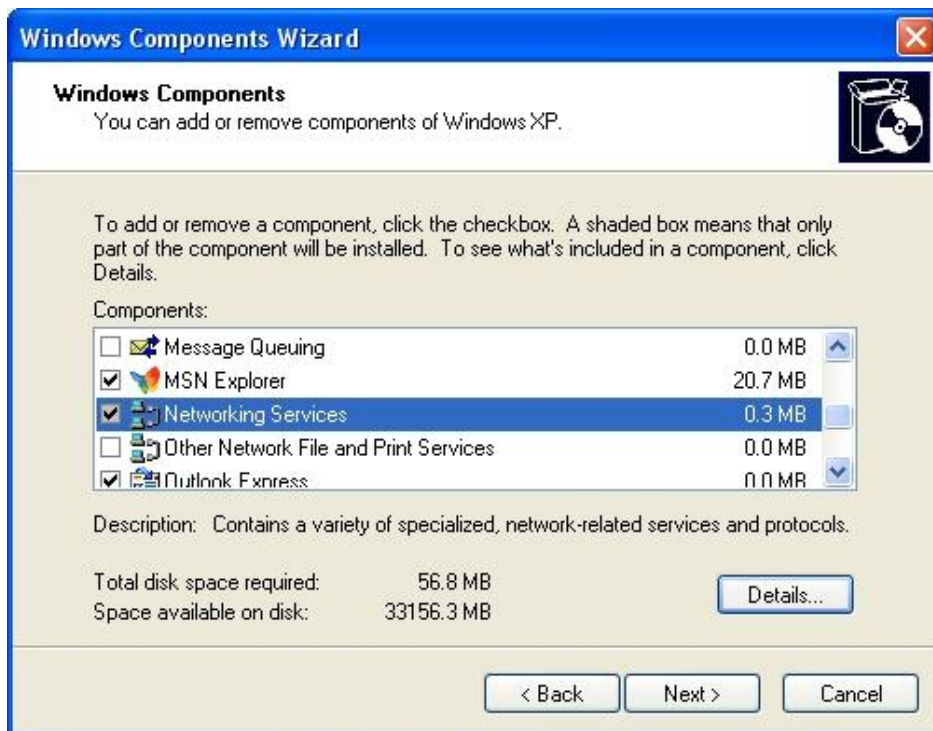 Windows Components Wizard
Windows Components
You can add or remove components of Windows XP.
To add or remove a component, click the checkbox. A shaded box means that only
part of the component will be installed. To see what's included in a component, click
Details.
Components:
Message Queuing 0.0 MB
MSN Explorer 20.7 MB
Networking Services 0.3 MB
Other Network File and Print Services 0.0 MB
Outlook Express 0.0 MB
Description: Contains a variety of specialized, network-related services and protocols.
Total disk space required: 56.8 MB
Space available on disk: 33156.3 MB
Details...
< Back Next > Cancel